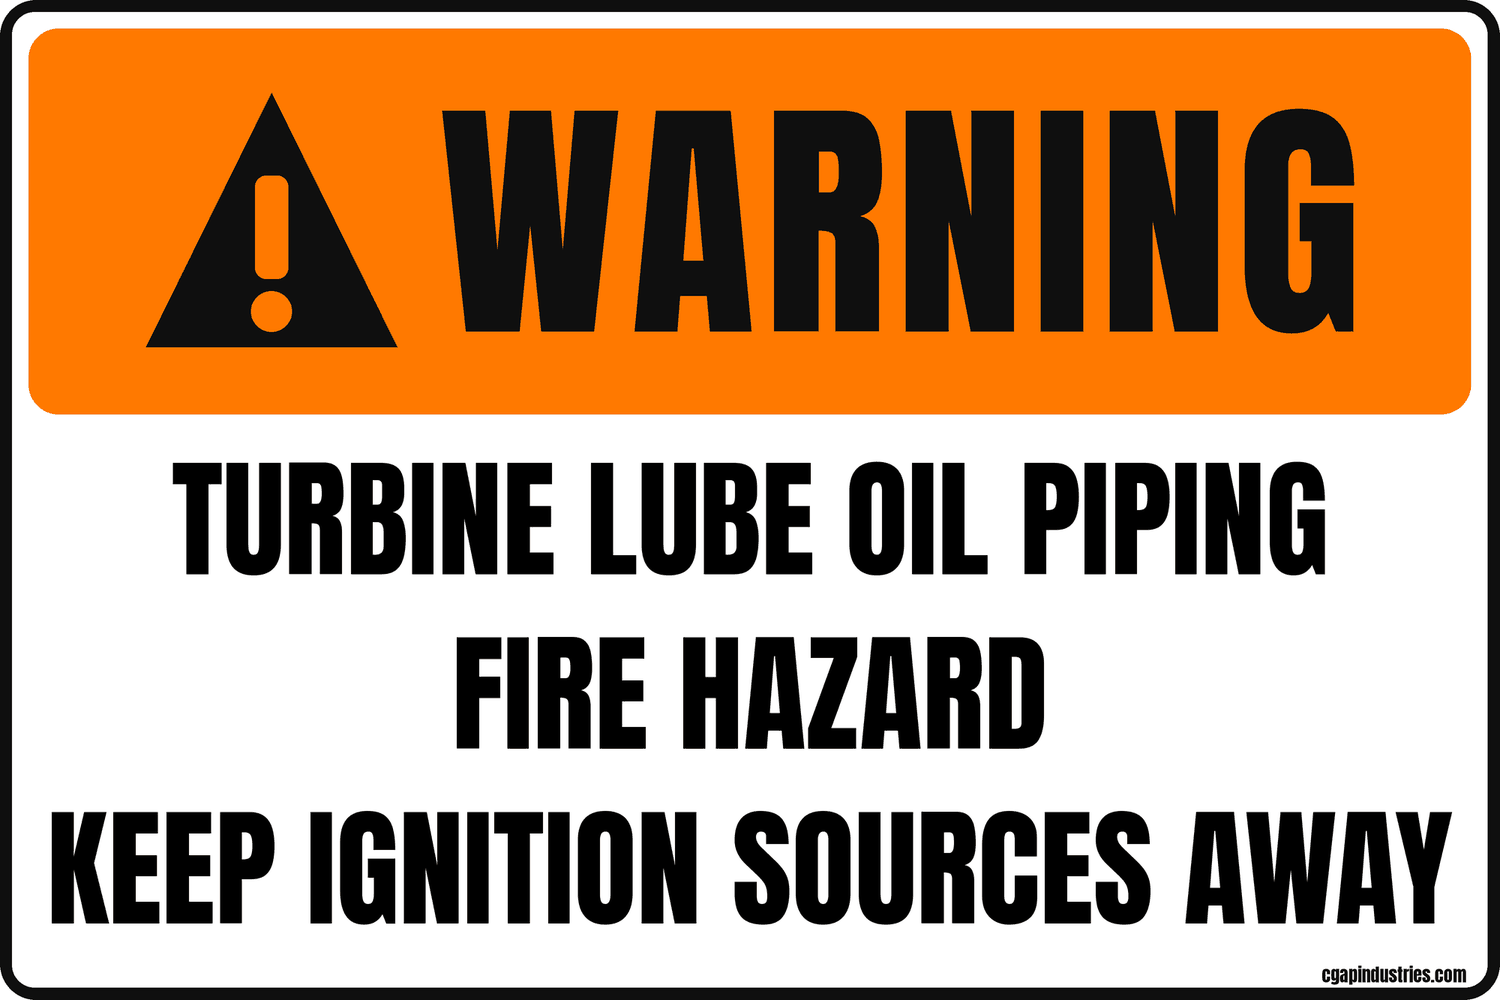 WARNING
TURBINE LUBE OIL PIPING
FIRE HAZARD
KEEP IGNITION SOURCES AWAY
cgapindustries.com